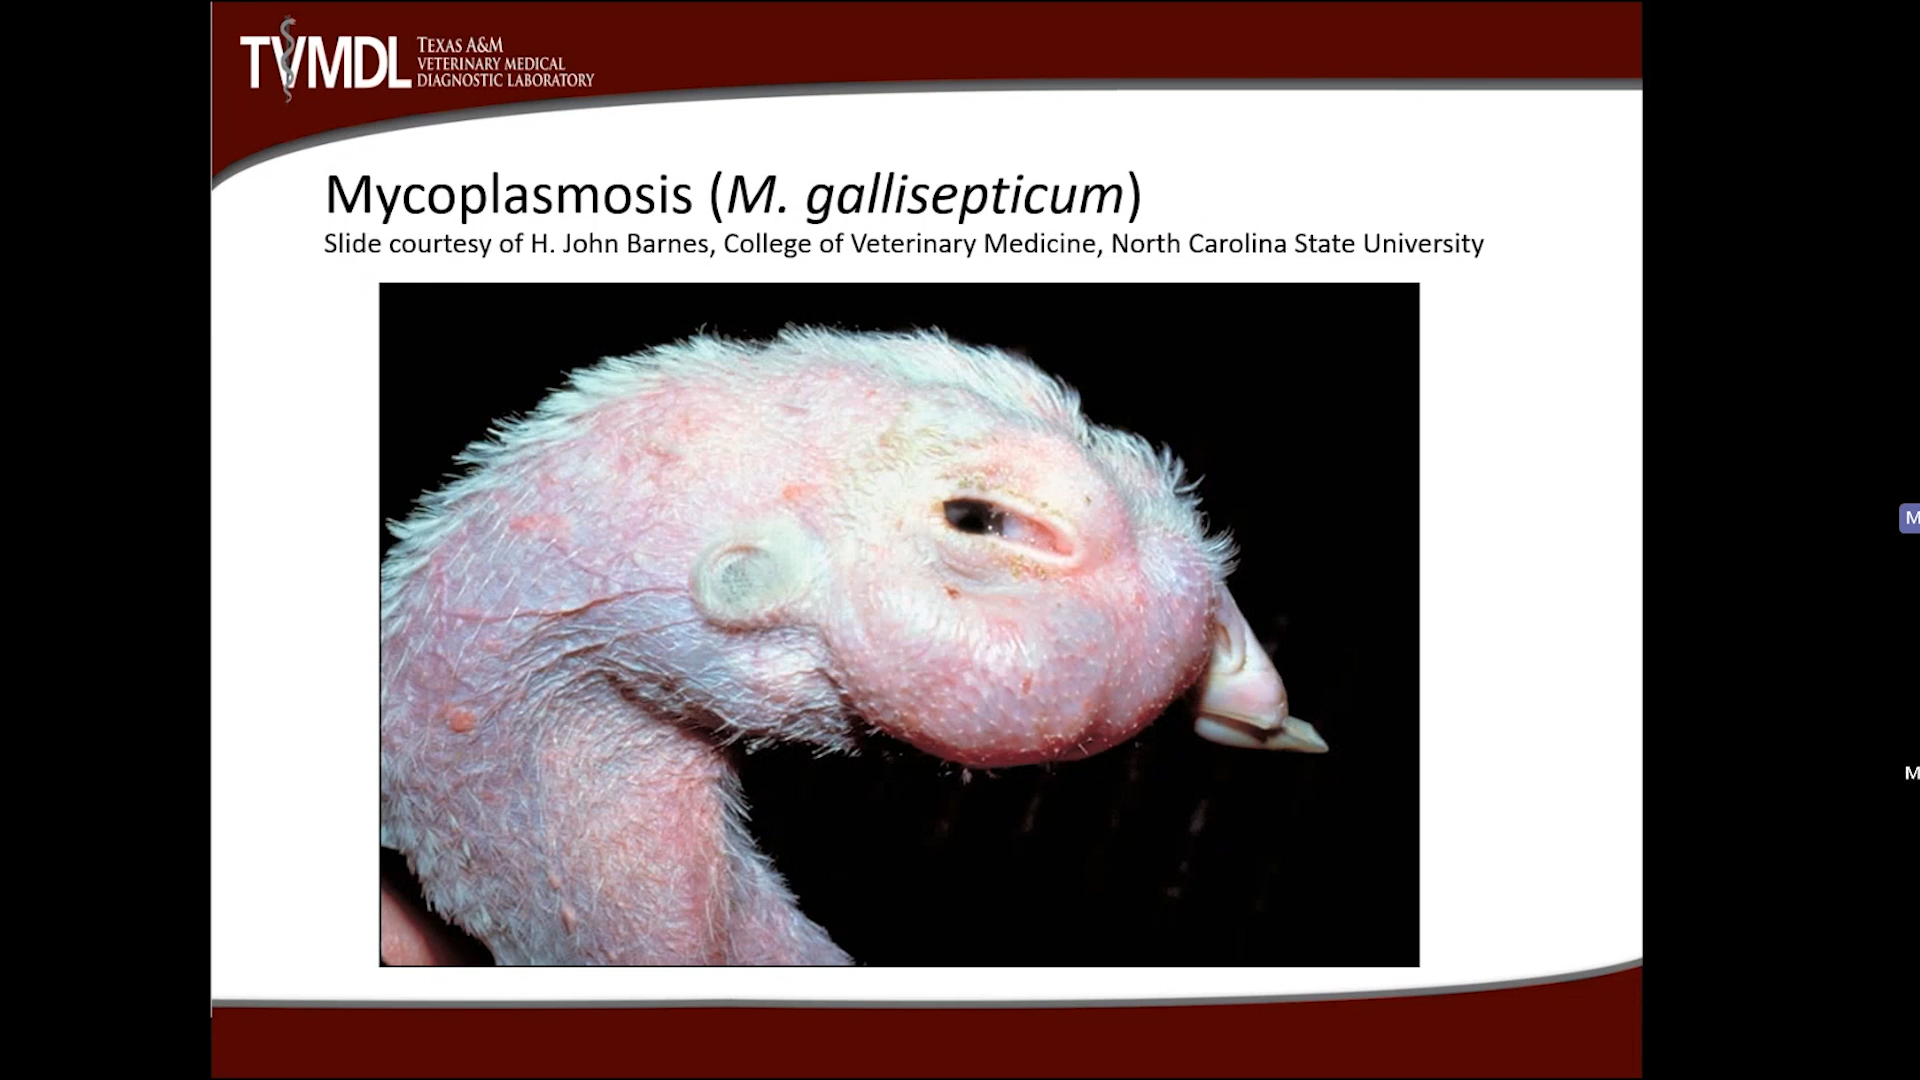 TVMDL
TEXAS A&M
VETERINARY MEDICAL
DIAGNOSTIC LABORATORY
Mycoplasmosis (M. gallisepticum)
Slide courtesy of H. John Barnes, College of Veterinary Medicine, North Carolina State University
M
M